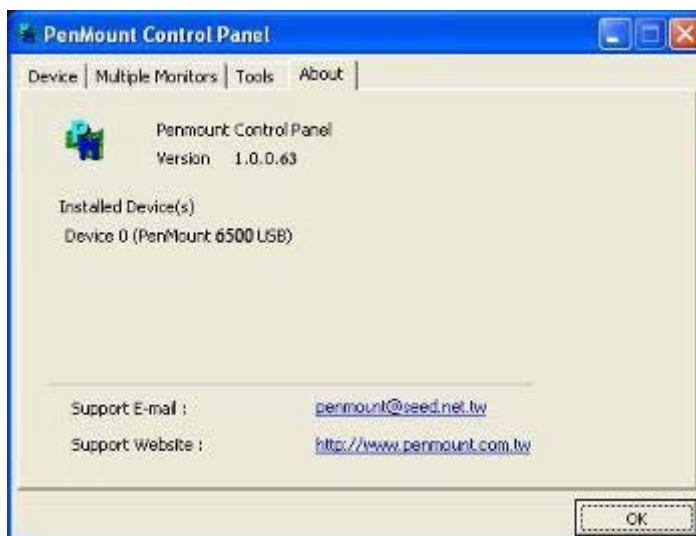 PenMount Control Panel
Device Multiple Monitors Tools About
Penmount Control Panel
Version 1.0.0.63
Installed Device(s)
Device 0 (PenMount 6500 USB)
Support E-mail : penmount@seed.net.tw
Support Website : http://www.penmount.com.tw
OK